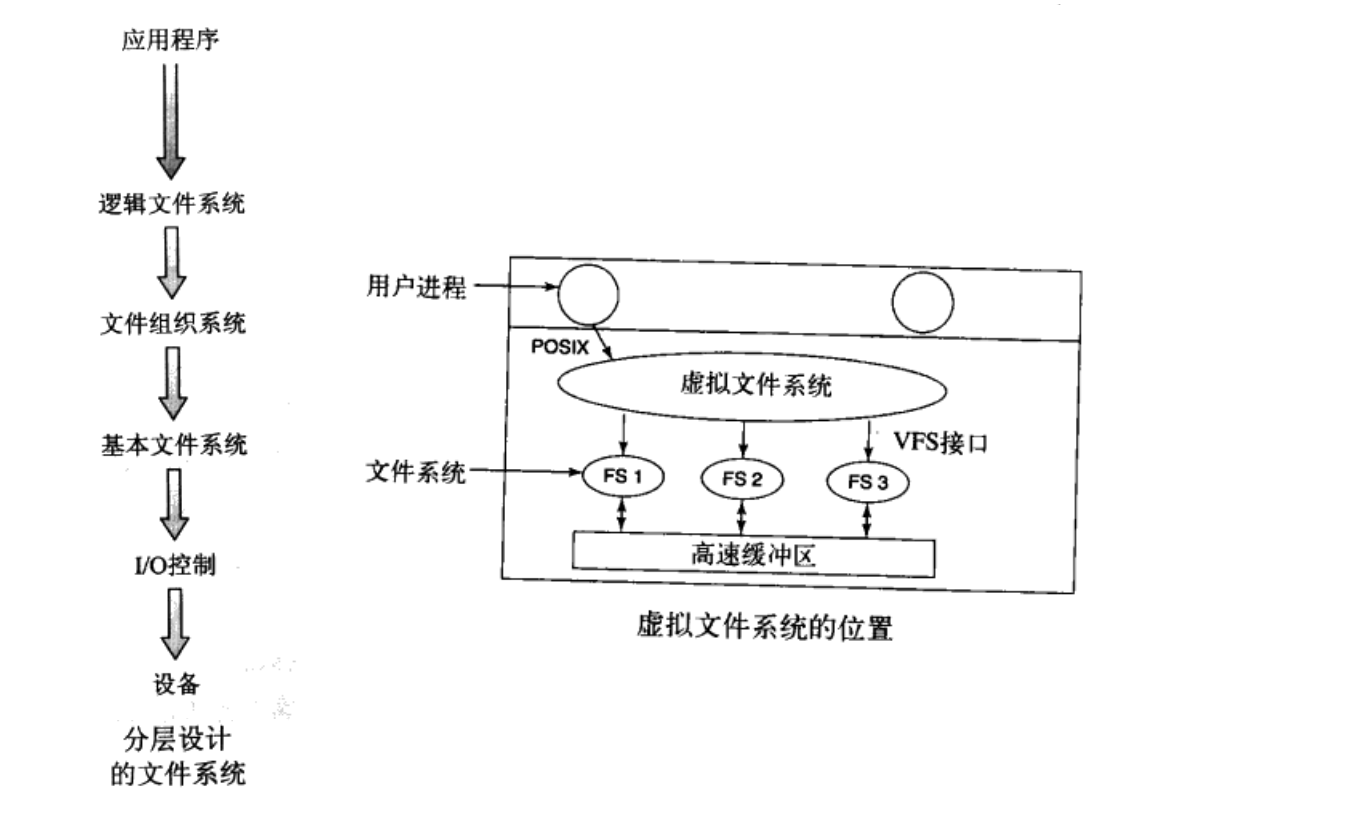 应用程序
逻辑文件系统
文件组织系统
基本文件系统
I/O控制
设备
分层设计
的文件系统
用户进程
POSIX
虚拟文件系统
VFS接口
文件系统
FS 1
FS 2
FS 3
高速缓冲区
虚拟文件系统的位置